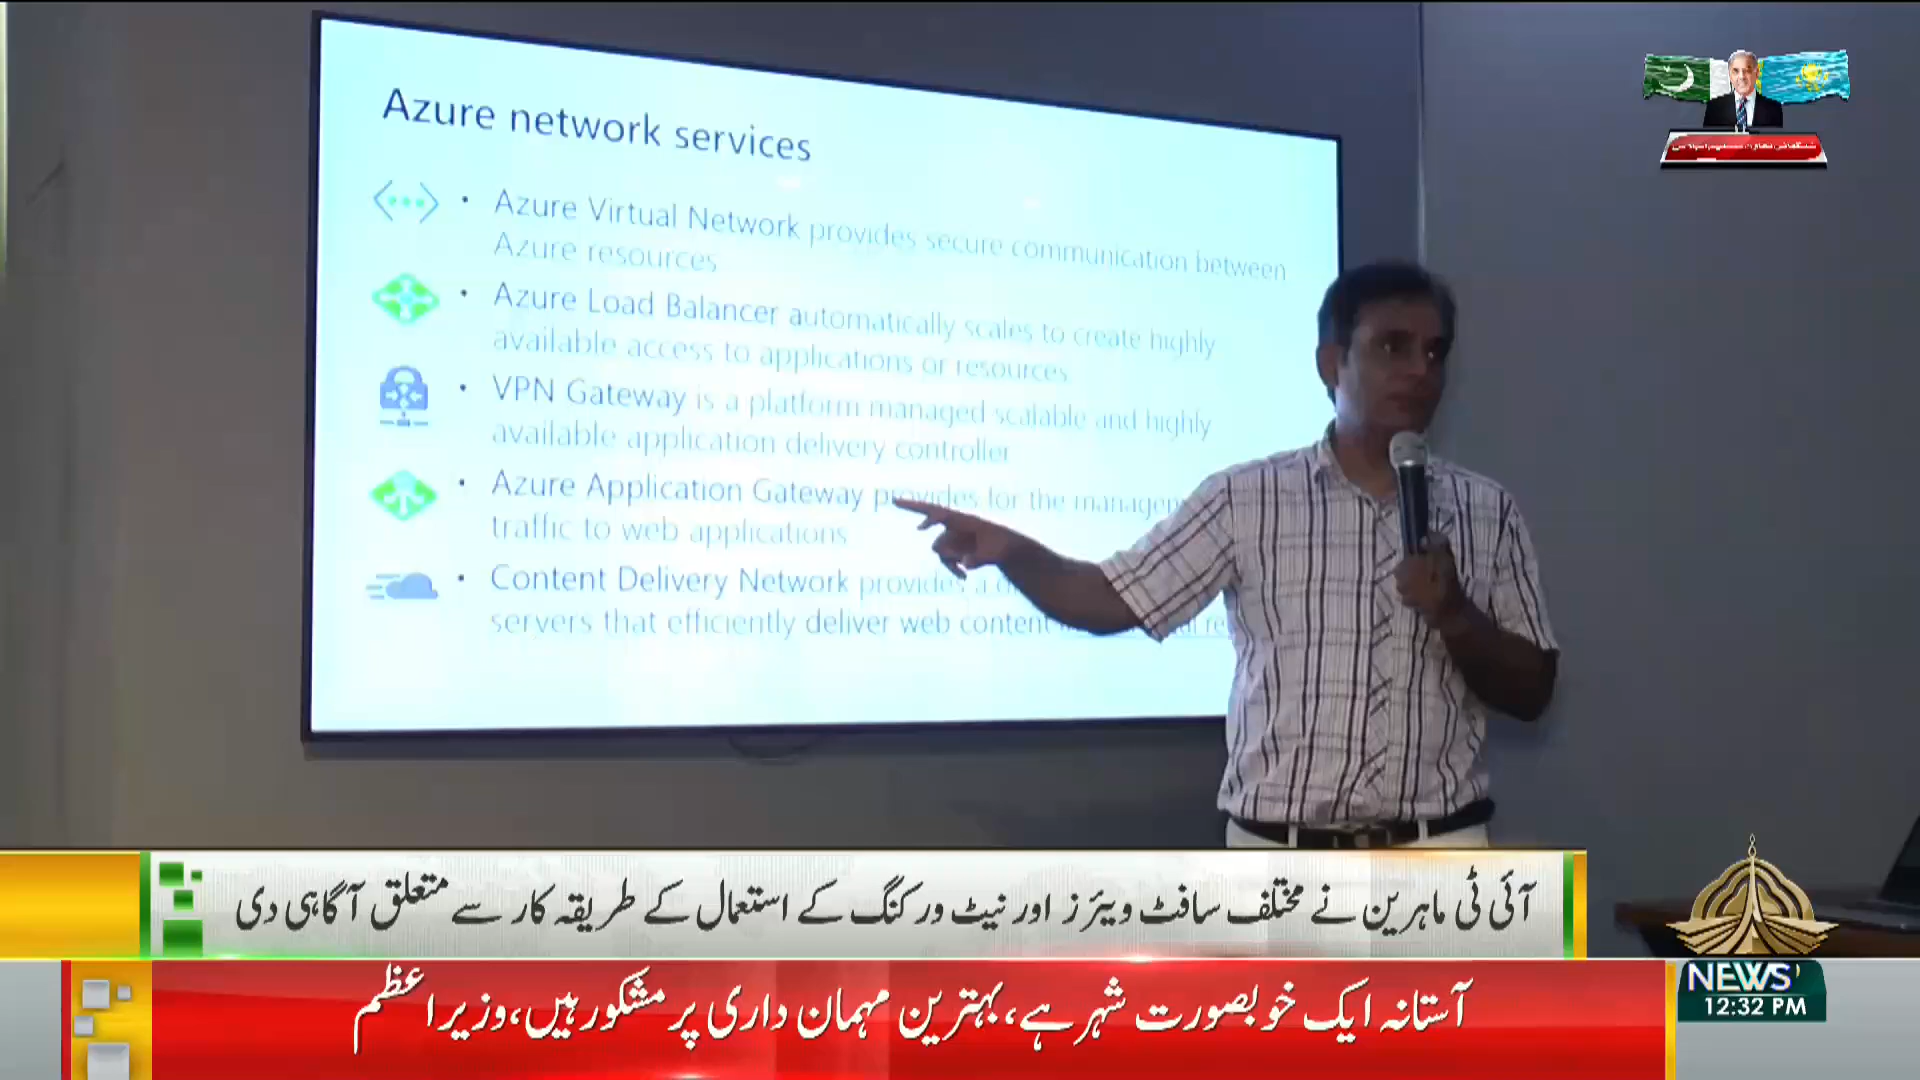 Azure network services
• Azure Virtual Network provides secure communication between
Azure resources
• Azure Load Balancer automatically scales to create highly
available access to applications or resources
• VPN Gateway is a platform managed scalable and highly
available application delivery controller
• Azure Application Gateway provides for the
traffic to web applications
• Content Delivery Network provides a
servers that efficiently deliver web content
آئی ٹی ماہرین نے مختلف سافٹ ویئرز اور نیٹ ورکنگ کے استعمال کے طریقہ کار سے متعلق آگاہی دی
آستانہ ایک خوبصورت شہر ہے،بہترین مہمان داری پر مشکور ہیں،وزیراعظم
NEWS
12:32 PM